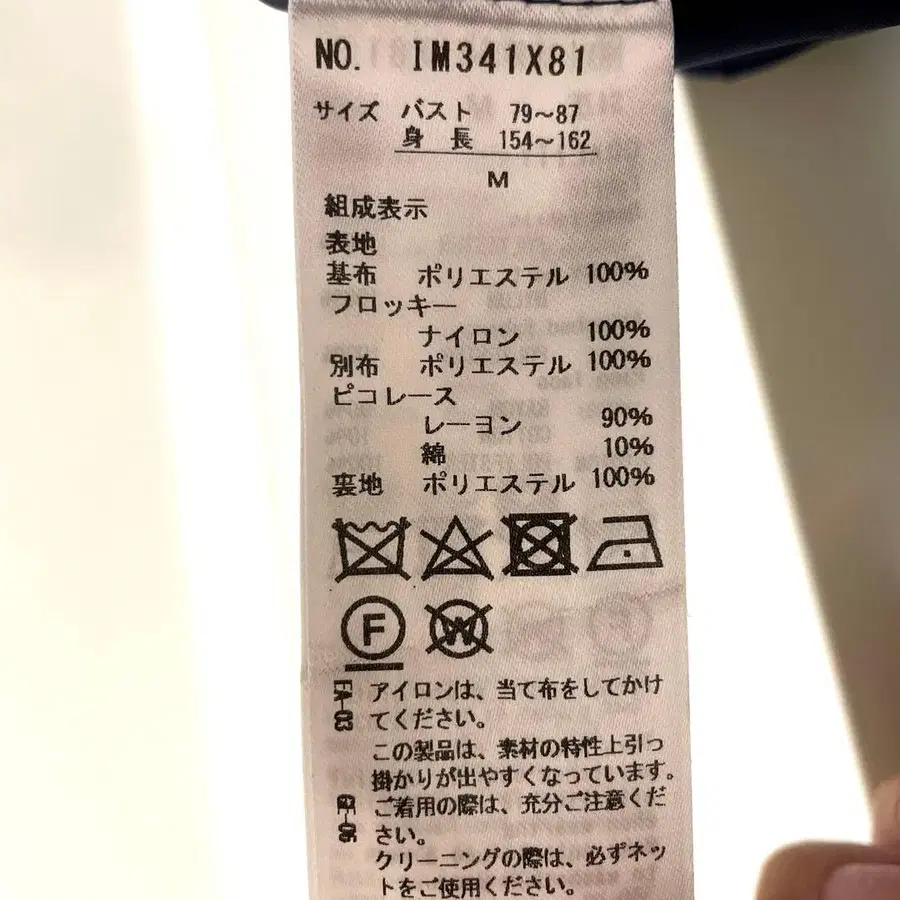 NO. IM341X81
サイズ バスト 79～87
身長 154～162
M
組成表示
表地
基布 ポリエステル 100%
フロッキー
ナイロン 100%
別布 ポリエステル 100%
ピコレース
レーヨン 90%
綿 10%
裏地 ポリエステル 100%
F W
EA-03
アイロンは、当て布をしてかけ
てください。
この製品は、素材の特性上引っ
掛かりが出やすくなっています。
ご着用の際は、充分ご注意くだ
さい。
クリーニングの際は、必ずネッ
トをご使用ください。